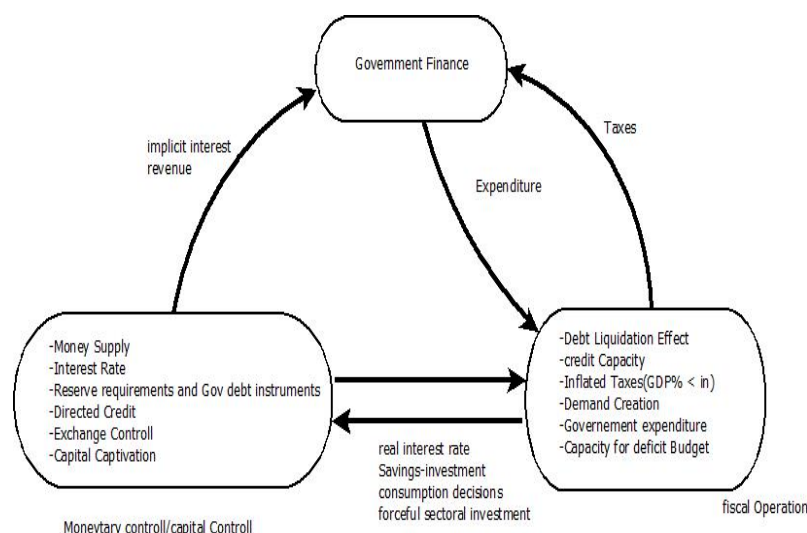 Government Finance
implicit interest
revenue
Taxes
Expenditure
-Money Supply
-Interest Rate
-Reserve requirements and Gov debt instruments
-Directed Credit
-Exchange Controll
-Capital Captivation
-Debt Liquidation Effect
-credit Capacity
-Inflated Taxes(GDP% < in)
-Demand Creation
-Governement expenditure
-Capacity for deficit Budget
real interest rate
Savings-investment
consumption decisions
forceful sectoral investment
fiscal Operation
Moneytary controll/capital Controll